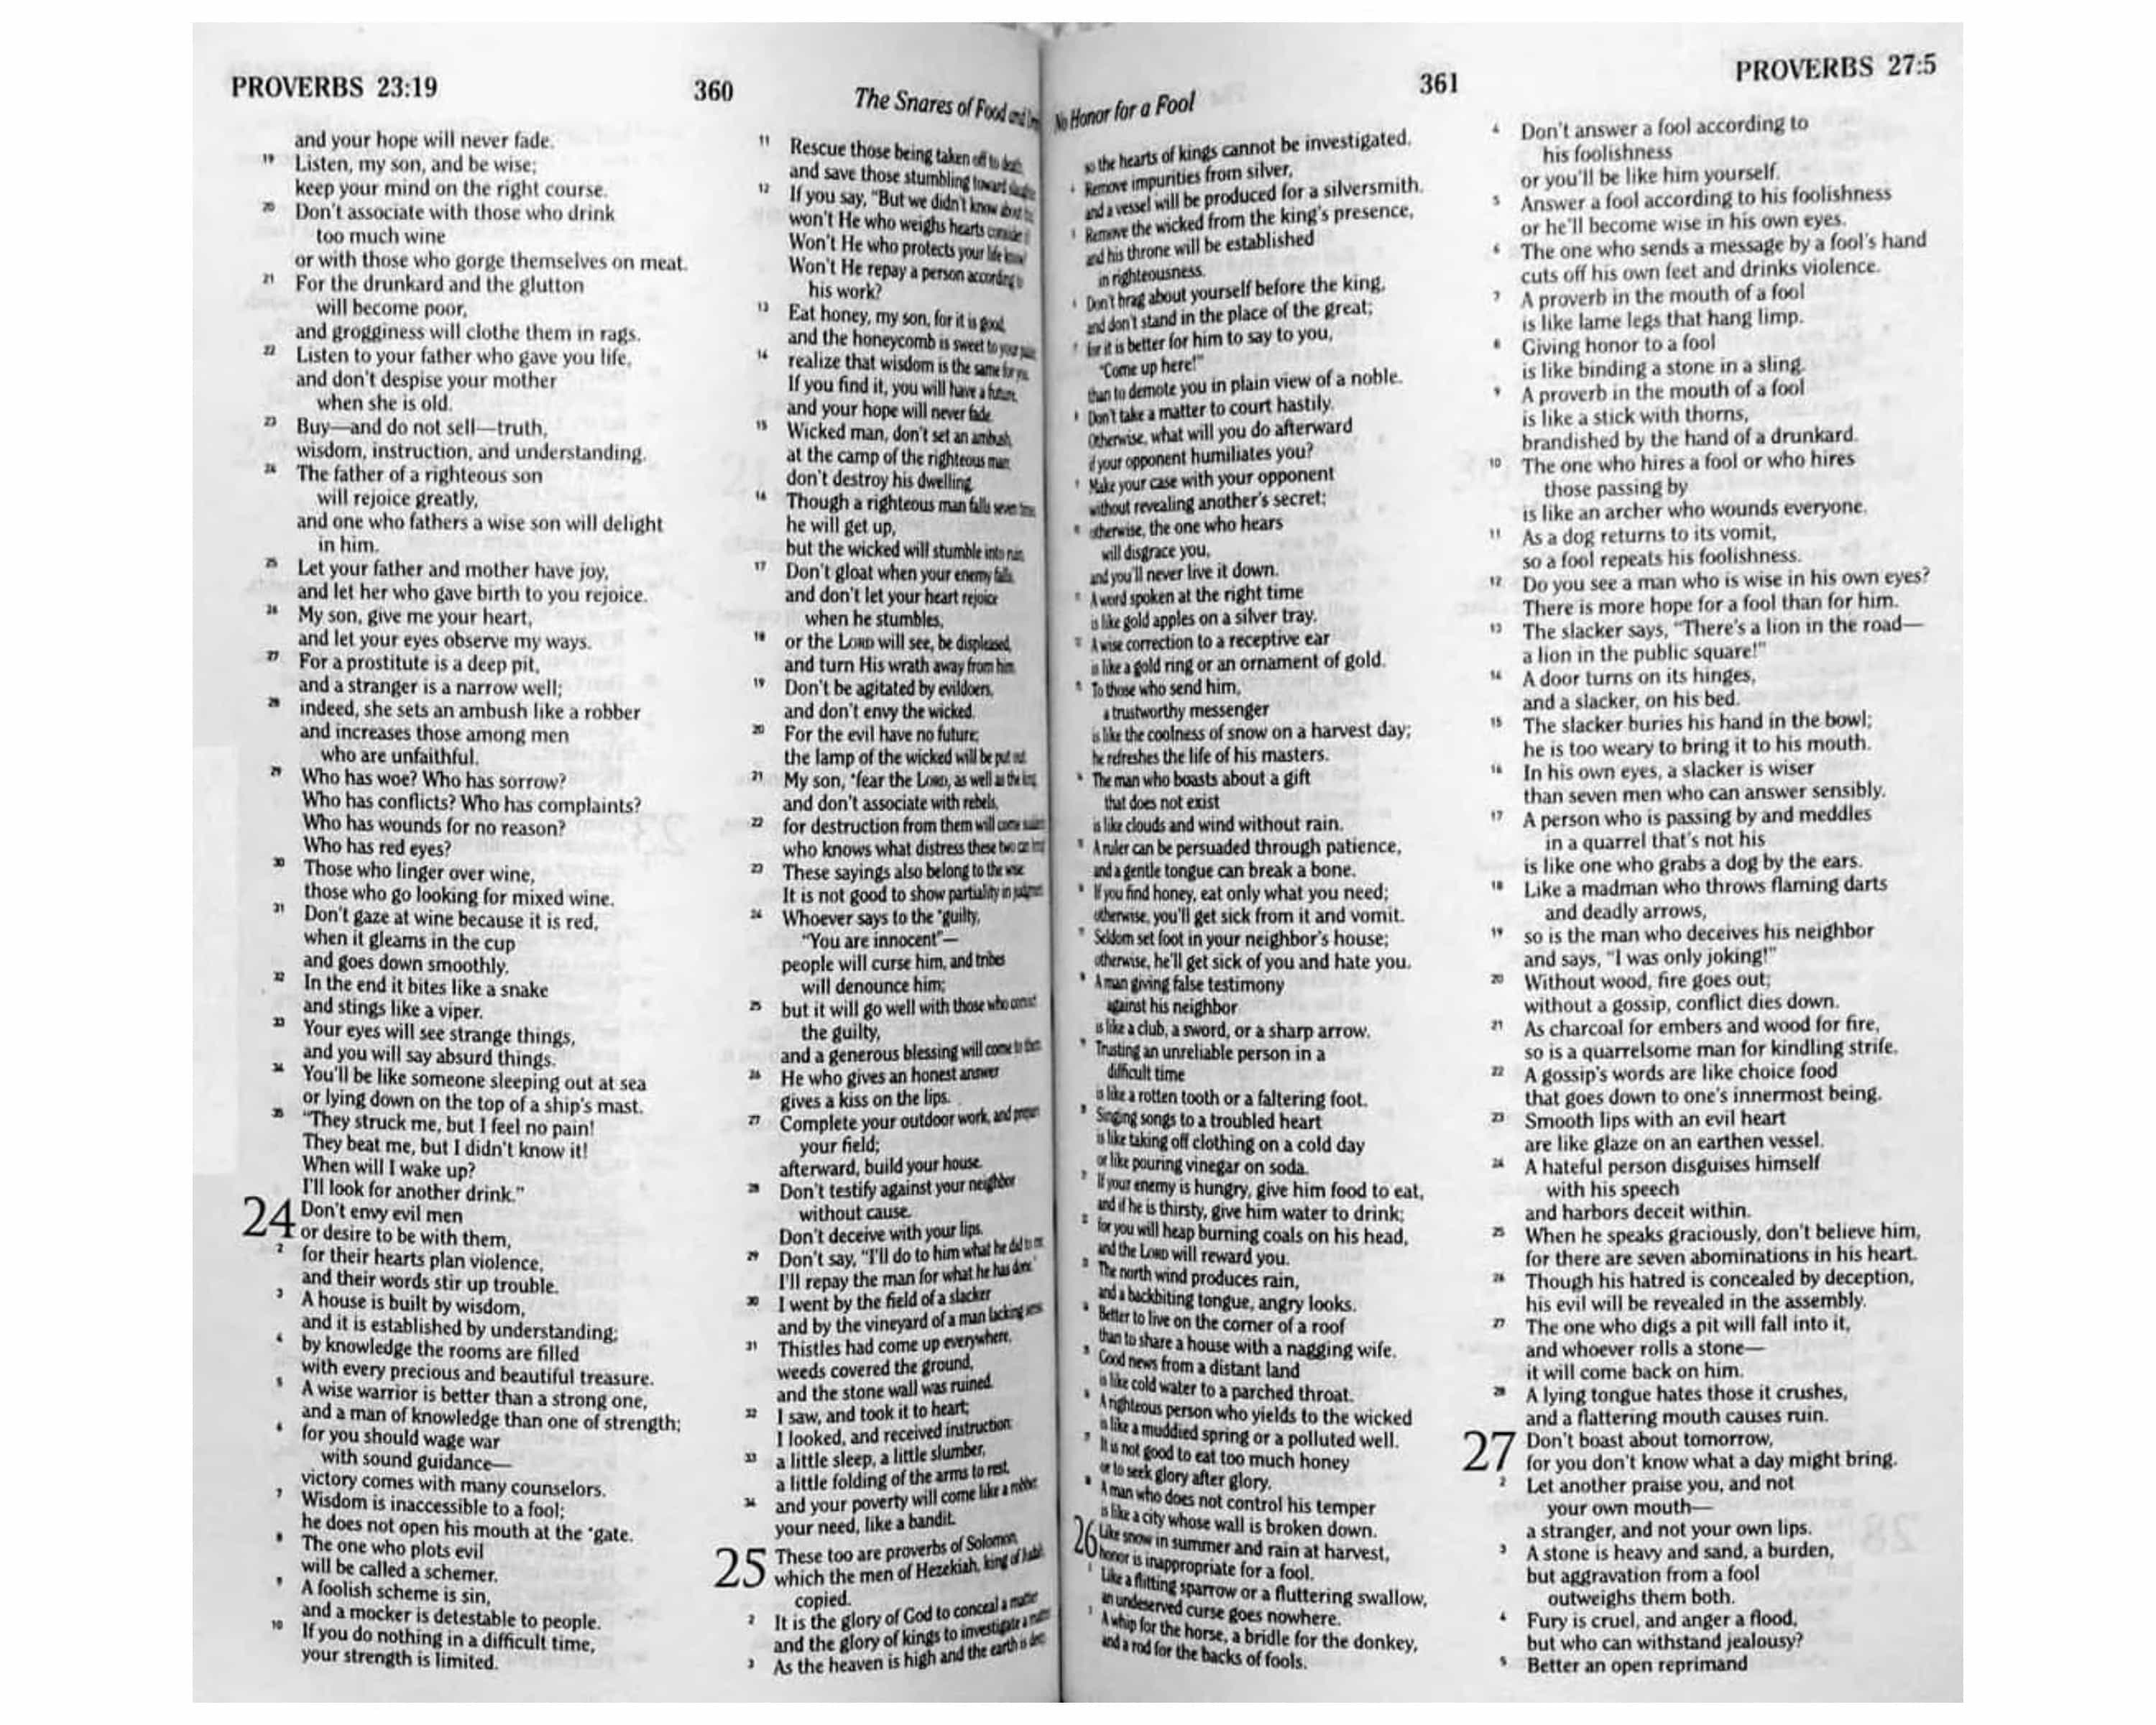 PROVERBS 23:19
360
The Snares of Food and
and your hope will never fade.
19 Listen, my son, and be wise;
keep your mind on the right course.
20 Don't associate with those who drink
too much wine
or with those who gorge themselves on meat.
21 For the drunkard and the glutton
will become poor,
and grogginess will clothe them in rags.
22 Listen to your father who gave you life,
and don't despise your mother
when she is old.
23 Buy—and do not sell—truth,
wisdom, instruction, and understanding.
24 The father of a righteous son
will rejoice greatly,
and one who fathers a wise son will delight
in him.
25 Let your father and mother have joy,
and let her who gave birth to you rejoice.
26 My son, give me your heart,
and let your eyes observe my ways.
27 For a prostitute is a deep pit,
and a stranger is a narrow well;
28 indeed, she sets an ambush like a robber
and increases those among men
who are unfaithful.
29 Who has woe? Who has sorrow?
Who has conflicts? Who has complaints?
Who has wounds for no reason?
Who has red eyes?
30 Those who linger over wine,
those who go looking for mixed wine.
31 Don't gaze at wine because it is red,
when it gleams in the cup
and goes down smoothly.
32 In the end it bites like a snake
and stings like a viper.
33 Your eyes will see strange things,
and you will say absurd things.
34 You'll be like someone sleeping out at sea
or lying down on the top of a ship's mast.
35 "They struck me, but I feel no pain!
They beat me, but I didn't know it!
When will I wake up?
I'll look for another drink."
24 Don't envy evil men
or desire to be with them,
2 for their hearts plan violence,
and their words stir up trouble.
3 A house is built by wisdom,
and it is established by understanding;
4 by knowledge the rooms are filled
with every precious and beautiful treasure.
5 A wise warrior is better than a strong one,
and a man of knowledge than one of strength;
6 for you should wage war
with sound guidance—
victory comes with many counselors.
7 Wisdom is inaccessible to a fool;
he does not open his mouth at the *gate.
8 The one who plots evil
will be called a schemer.
9 A foolish scheme is sin,
and a mocker is detestable to people.
10 If you do nothing in a difficult time,
your strength is limited.
11 Rescue those being taken off to death,
and save those stumbling toward slaughter.
12 If you say, "But we didn't know about this,"
won't He who weighs hearts consider it?
Won't He who protects your life know?
Won't He repay a person according to
his work?
13 Eat honey, my son, for it is good,
and the honeycomb is sweet to your palate;
14 realize that wisdom is the same for you.
If you find it, you will have a future,
and your hope will never fade.
15 Wicked man, don't set an ambush,
at the camp of the righteous man;
don't destroy his dwelling.
16 Though a righteous man falls seven times,
he will get up,
but the wicked will stumble into ruin.
17 Don't gloat when your enemy falls,
and don't let your heart rejoice
when he stumbles,
18 or the LORD will see, be displeased,
and turn His wrath away from him.
19 Don't be agitated by evildoers,
and don't envy the wicked.
20 For the evil have no future;
the lamp of the wicked will be put out.
21 My son, *fear the LORD, as well as the king,
and don't associate with rebels,
22 for destruction from them will come suddenly;
who knows what distress these two can bring?
23 These sayings also belong to the wise:
It is not good to show partiality in judgment.
24 Whoever says to the *guilty,
"You are innocent"—
people will curse him, and tribes
will denounce him;
25 but it will go well with those who convict
the guilty,
and a generous blessing will come to them.
26 He who gives an honest answer
gives a kiss on the lips.
27 Complete your outdoor work, and prepare
your field;
afterward, build your house.
28 Don't testify against your neighbor
without cause.
Don't deceive with your lips.
29 Don't say, "I'll do to him what he did to me;
I'll repay the man for what he has done."
30 I went by the field of a slacker
and by the vineyard of a man lacking sense.
31 Thistles had come up everywhere,
weeds covered the ground,
and the stone wall was ruined.
32 I saw, and took it to heart;
I looked, and received instruction:
33 a little sleep, a little slumber,
a little folding of the arms to rest,
34 and your poverty will come like a robber,
your need, like a bandit.
25 These too are proverbs of Solomon,
which the men of Hezekiah, king of Judah,
copied.
2 It is the glory of God to conceal a matter
and the glory of kings to investigate a matter.
3 As the heaven is high and the earth is deep,
No Honor for a Fool
361
PROVERBS 27:5
so the hearts of kings cannot be investigated.
4 Remove impurities from silver,
and a vessel will be produced for a silversmith.
5 Remove the wicked from the king's presence,
and his throne will be established
in righteousness.
6 Don't brag about yourself before the king,
and don't stand in the place of the great;
7 for it is better for him to say to you,
"Come up here!"
than to demote you in plain view of a noble.
8 Don't take a matter to court hastily.
Otherwise, what will you do afterward
if your opponent humiliates you?
9 Make your case with your opponent
without revealing another's secret;
10 otherwise, the one who hears
will disgrace you,
and you'll never live it down.
11 A word spoken at the right time
is like gold apples on a silver tray.
12 A wise correction to a receptive ear
is like a gold ring or an ornament of gold.
13 To those who send him,
a trustworthy messenger
is like the coolness of snow on a harvest day;
he refreshes the life of his masters.
14 The man who boasts about a gift
that does not exist
is like clouds and wind without rain.
15 A ruler can be persuaded through patience,
and a gentle tongue can break a bone.
16 If you find honey, eat only what you need;
otherwise, you'll get sick from it and vomit.
17 Seldom set foot in your neighbor's house;
otherwise, he'll get sick of you and hate you.
18 A man giving false testimony
against his neighbor
is like a club, a sword, or a sharp arrow.
19 Trusting an unreliable person in a
difficult time
is like a rotten tooth or a faltering foot.
20 Singing songs to a troubled heart
is like taking off clothing on a cold day
or like pouring vinegar on soda.
21 If your enemy is hungry, give him food to eat,
and if he is thirsty, give him water to drink;
22 for you will heap burning coals on his head,
and the LORD will reward you.
23 The north wind produces rain,
and a backbiting tongue, angry looks.
24 Better to live on the corner of a roof
than to share a house with a nagging wife.
25 Good news from a distant land
is like cold water to a parched throat.
26 A righteous person who yields to the wicked
is like a muddied spring or a polluted well.
27 It is not good to eat too much honey
or to seek glory after glory.
28 A man who does not control his temper
is like a city whose wall is broken down.
26 Like snow in summer and rain at harvest,
honor is inappropriate for a fool.
2 Like a flitting sparrow or a fluttering swallow,
an undeserved curse goes nowhere.
3 A whip for the horse, a bridle for the donkey,
and a rod for the backs of fools.
4 Don't answer a fool according to
his foolishness
or you'll be like him yourself.
5 Answer a fool according to his foolishness
or he'll become wise in his own eyes.
6 The one who sends a message by a fool's hand
cuts off his own feet and drinks violence.
7 A proverb in the mouth of a fool
is like lame legs that hang limp.
8 Giving honor to a fool
is like binding a stone in a sling.
9 A proverb in the mouth of a fool
is like a stick with thorns,
brandished by the hand of a drunkard.
10 The one who hires a fool or who hires
those passing by
is like an archer who wounds everyone.
11 As a dog returns to its vomit,
so a fool repeats his foolishness.
12 Do you see a man who is wise in his own eyes?
There is more hope for a fool than for him.
13 The slacker says, "There's a lion in the road—
a lion in the public square!"
14 A door turns on its hinges,
and a slacker, on his bed.
15 The slacker buries his hand in the bowl;
he is too weary to bring it to his mouth.
16 In his own eyes, a slacker is wiser
than seven men who can answer sensibly.
17 A person who is passing by and meddles
in a quarrel that's not his
is like one who grabs a dog by the ears.
18 Like a madman who throws flaming darts
and deadly arrows,
19 so is the man who deceives his neighbor
and says, "I was only joking!"
20 Without wood, fire goes out;
without a gossip, conflict dies down.
21 As charcoal for embers and wood for fire,
so is a quarrelsome man for kindling strife.
22 A gossip's words are like choice food
that goes down to one's innermost being.
23 Smooth lips with an evil heart
are like glaze on an earthen vessel.
24 A hateful person disguises himself
with his speech
and harbors deceit within.
25 When he speaks graciously, don't believe him,
for there are seven abominations in his heart.
26 Though his hatred is concealed by deception,
his evil will be revealed in the assembly.
27 The one who digs a pit will fall into it,
and whoever rolls a stone—
it will come back on him.
28 A lying tongue hates those it crushes,
and a flattering mouth causes ruin.
27 Don't boast about tomorrow,
for you don't know what a day might bring.
2 Let another praise you, and not
your own mouth—
a stranger, and not your own lips.
3 A stone is heavy and sand, a burden,
but aggravation from a fool
outweighs them both.
4 Fury is cruel, and anger a flood,
but who can withstand jealousy?
5 Better an open reprimand